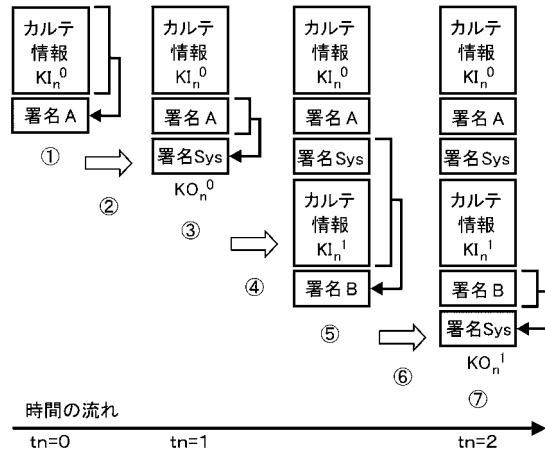 カルテ
情報
KIn⁰
署名A
①
②
カルテ
情報
KIn⁰
署名A
署名Sys
KOn⁰
③
④
カルテ
情報
KIn⁰
署名A
署名Sys
カルテ
情報
KIn¹
署名B
⑤
⑥
カルテ
情報
KIn⁰
署名A
署名Sys
カルテ
情報
KIn¹
署名B
署名Sys
KOn¹
⑦
時間の流れ
tn=0
tn=1
tn=2